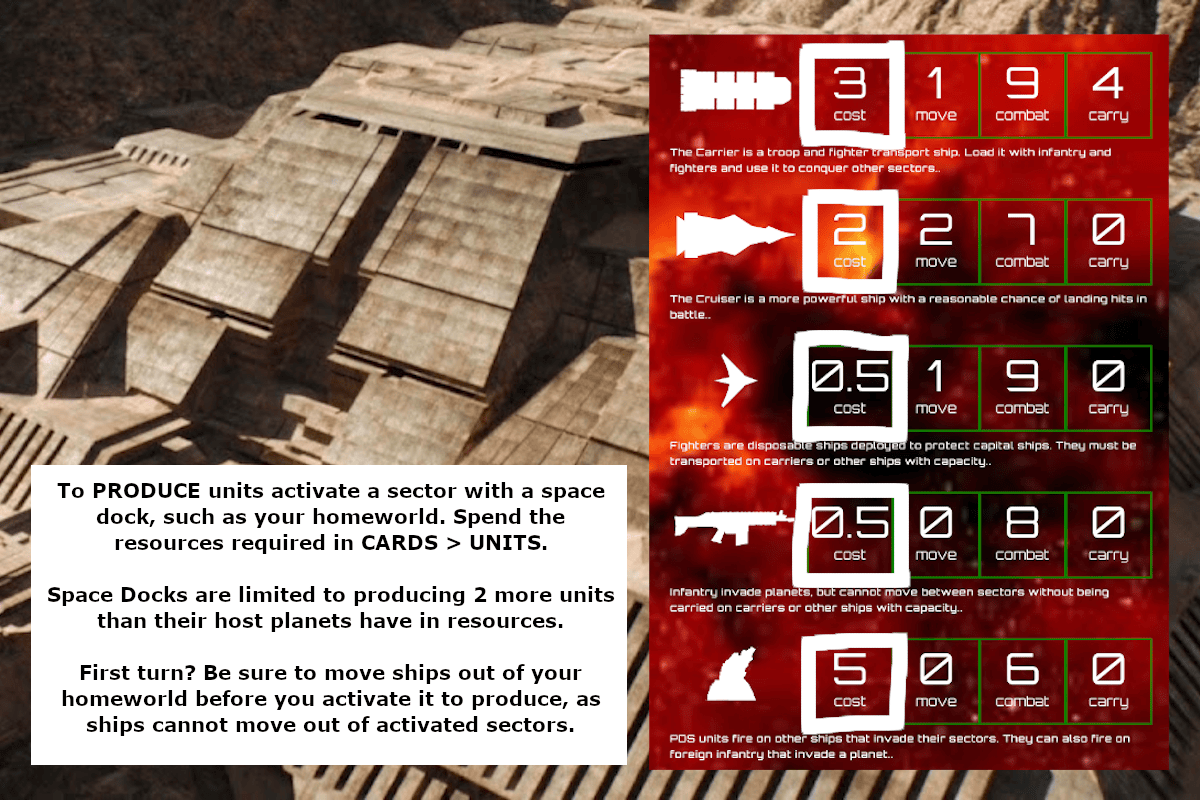 To PRODUCE units activate a sector with a space
dock, such as your homeworld. Spend the
resources required in CARDS > UNITS.
Space Docks are limited to producing 2 more units
than their host planets have in resources.
First turn? Be sure to move ships out of your
homeworld before you activate it to produce, as
ships cannot move out of activated sectors.
3 1 9 4
cost move combat carry
The Carrier is a troop and fighter transport ship. Load it with infantry and
fighters and use it to conquer other sectors..
2 2 7 0
cost move combat carry
The Cruiser is a more powerful ship with a reasonable chance of landing hits in
battle..
0.5 1 9 0
cost move combat carry
Fighters are disposable ships deployed to protect capital ships. They must be
transported on carriers or other ships with capacity..
0.5 0 8 0
cost move combat carry
Infantry invade planets, but cannot move between sectors without being
carried on carriers or other ships with capacity..
5 0 6 0
cost move combat carry
PDS units fire on other ships that invade their sectors. They can also fire on
foreign infantry that invade a planet..